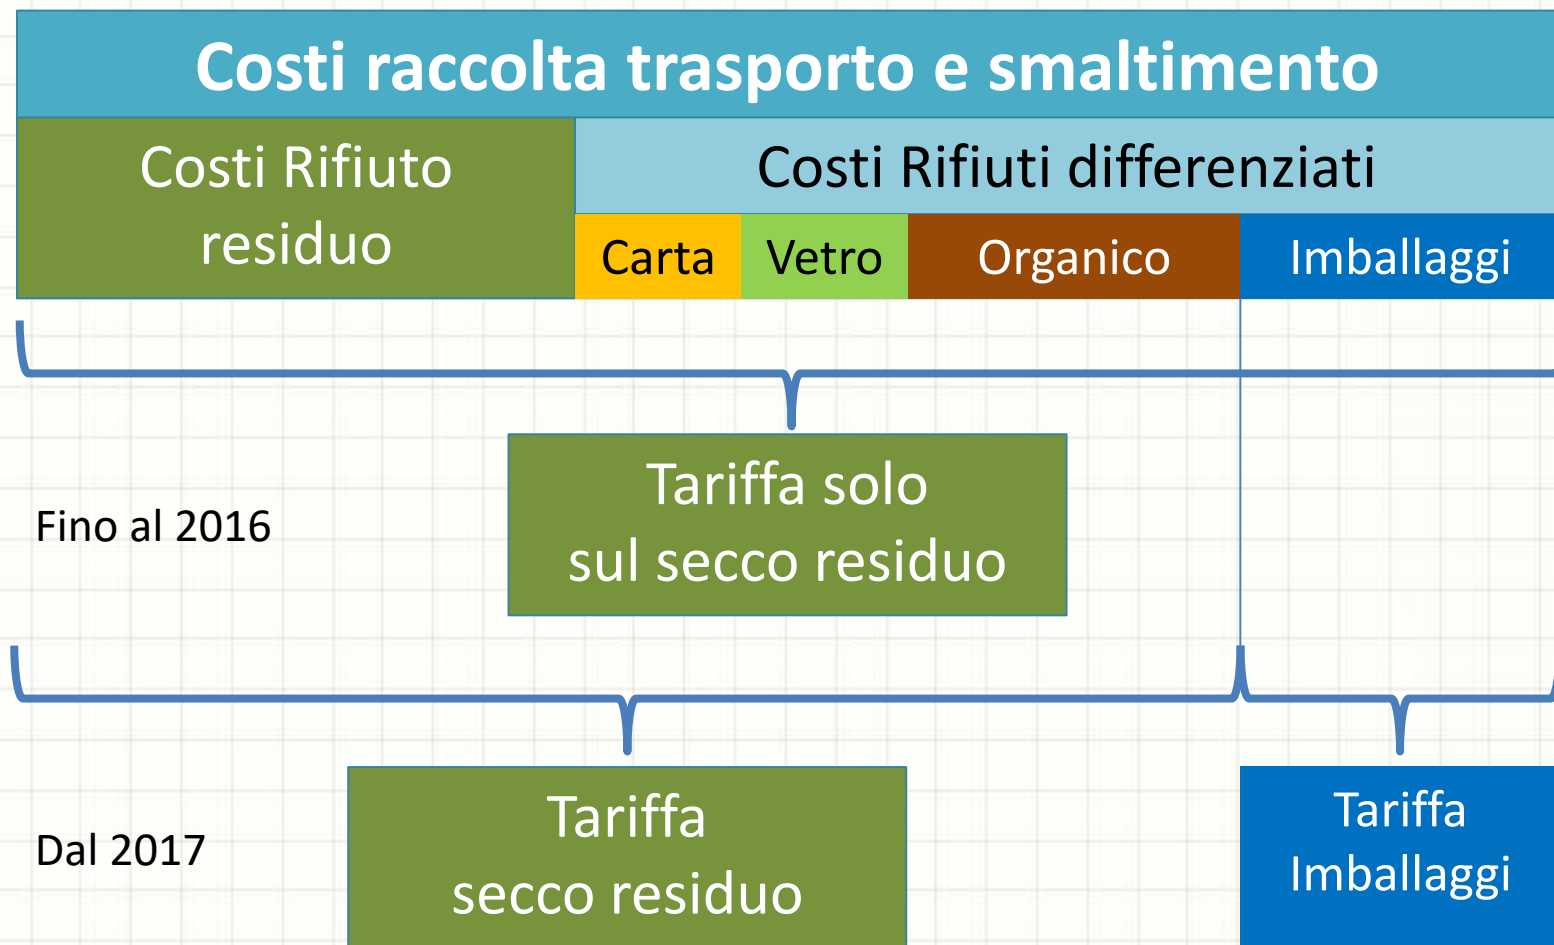 Costi raccolta trasporto e smaltimento
Costi Rifiuto
residuo
Costi Rifiuti differenziati
Carta
Vetro
Organico
Imballaggi
Fino al 2016
Tariffa solo
sul secco residuo
Dal 2017
Tariffa
secco residuo
Tariffa
Imballaggi